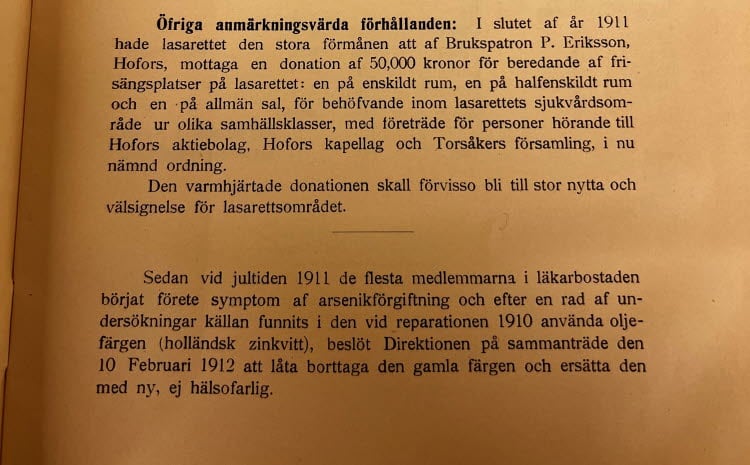 Öfriga anmärkningsvärda förhållanden: I slutet af år 1911
hade lasarettet den stora förmånen att af Brukspatron P. Eriksson,
Hofors, mottaga en donation af 50,000 kronor för beredande af fri-
sängsplatser på lasarettet: en på enskildt rum, en på halfenskildt rum
och en på allmän sal, för behöfvande inom lasarettets sjukvårdsom-
råde ur olika samhällsklasser, med företräde för personer hörande till
Hofors aktiebolag, Hofors kapellag och Torsåkers församling, i nu
nämnd ordning.
Den varmhjärtade donationen skall förvisso bli till stor nytta och
välsignelse för lasarettsområdet.
Sedan vid jultiden 1911 de flesta medlemmarna i läkarbostaden
börjat förete symptom af arsenikförgiftning och efter en rad af un-
dersökningar källan funnits i den vid reparationen 1910 använda olje-
färgen (holländsk zinkvitt), beslöt Direktionen på sammanträde den
10 Februari 1912 att låta borttaga den gamla färgen och ersätta den
med ny, ej hälsofarlig.